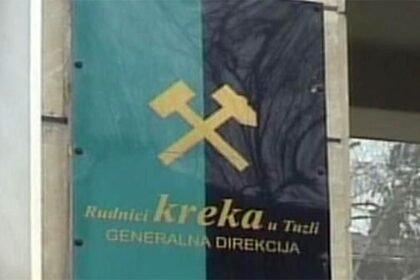 Rudnici kreka u Tuzli
GENERALNA DIREKCIJA